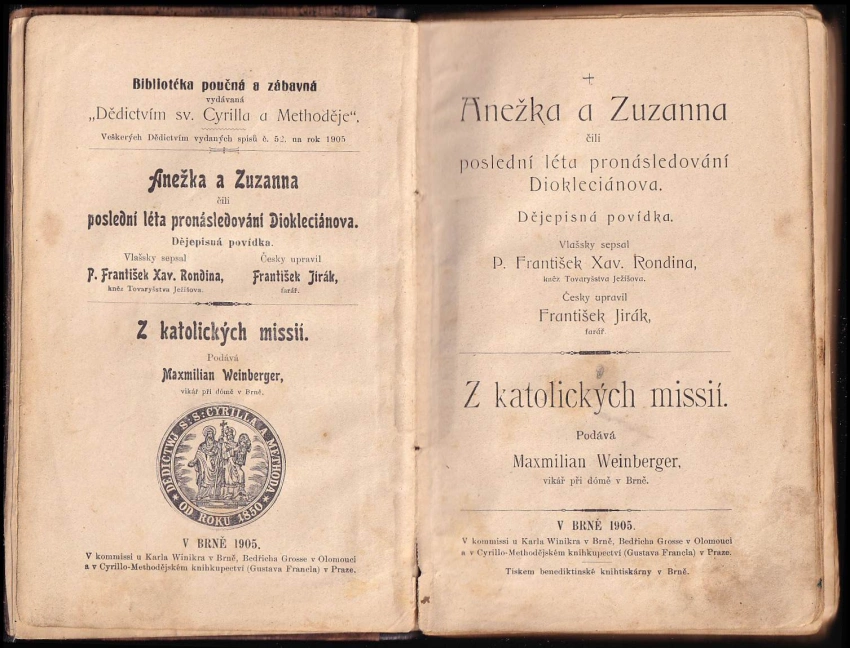 Bibliotéka poučná a zábavná
vydávaná
„Dědictvím sv. Cyrilla a Methoděje“.
Veškerých Dědictvím vydaných spisů č. 52. na rok 1905
Anežka a Zuzanna
čili
poslední léta pronásledování Diokleciánova.
Dějepisná povídka.
Vlašsky sepsal
P. František Xav. Rondina,
kněz Tovaryšstva Ježíšova.
Česky upravil
František Jirák,
farář.
Z katolických missií.
Podává
Maxmilian Weinberger,
vikář při dómě v Brně.
DĚDICTWJ S: S: CYRILLA A METHODA
OD ROKU 1850
V BRNĚ 1905.
V kommissi u Karla Winikra v Brně, Bedřicha Grosse v Olomouci
a v Cyrillo-Methodějském knihkupectví (Gustava Francla) v Praze.
Anežka a Zuzanna
čili
poslední léta pronásledování
Diokleciánova.
Dějepisná povídka.
Vlašsky sepsal
P. František Xav. Rondina,
kněz Tovaryšstva Ježíšova.
Česky upravil
František Jirák,
farář
Z katolických missií.
Podává
Maxmilian Weinberger,
vikář při dómě v Brně.
V BRNĚ 1905.
V kommissi u Karla Winikra v Brně, Bedřicha Grosse v Olomouci
a v Cyrillo-Methodějském knihkupectví (Gustava Francla) v Praze.
Tiskem benediktinské knihtiskárny v Brně.